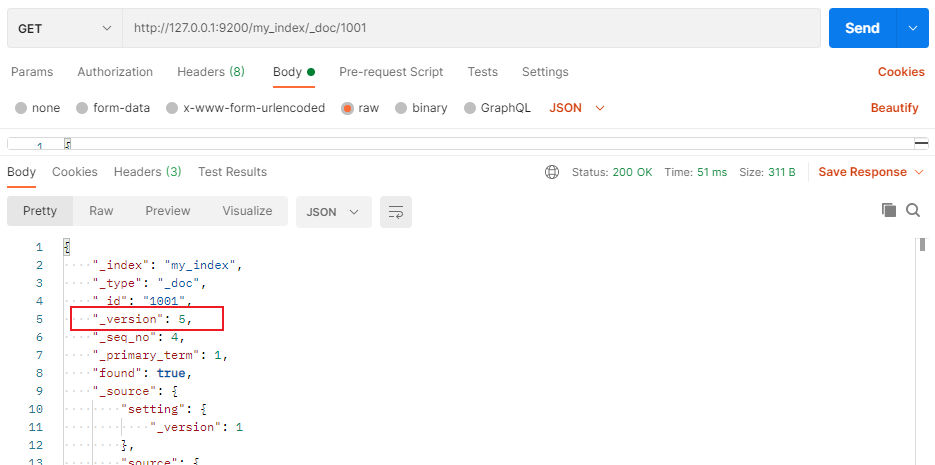 GET http://127.0.0.1:9200/my_index/_doc/1001 Send
Params Authorization Headers (8) Body Pre-request Script Tests Settings Cookies
none form-data x-www-form-urlencoded raw binary GraphQL JSON Beautify
1 {
Body Cookies Headers (3) Test Results Status: 200 OK Time: 51 ms Size: 311 B Save Response
Pretty Raw Preview Visualize JSON
1 {
2 "_index": "my_index",
3 "_type": "_doc",
4 "_id": "1001",
5 "_version": 5,
6 "_seq_no": 4,
7 "_primary_term": 1,
8 "found": true,
9 "_source": {
10 "setting": {
11 "_version": 1
12 },
13 "source": {